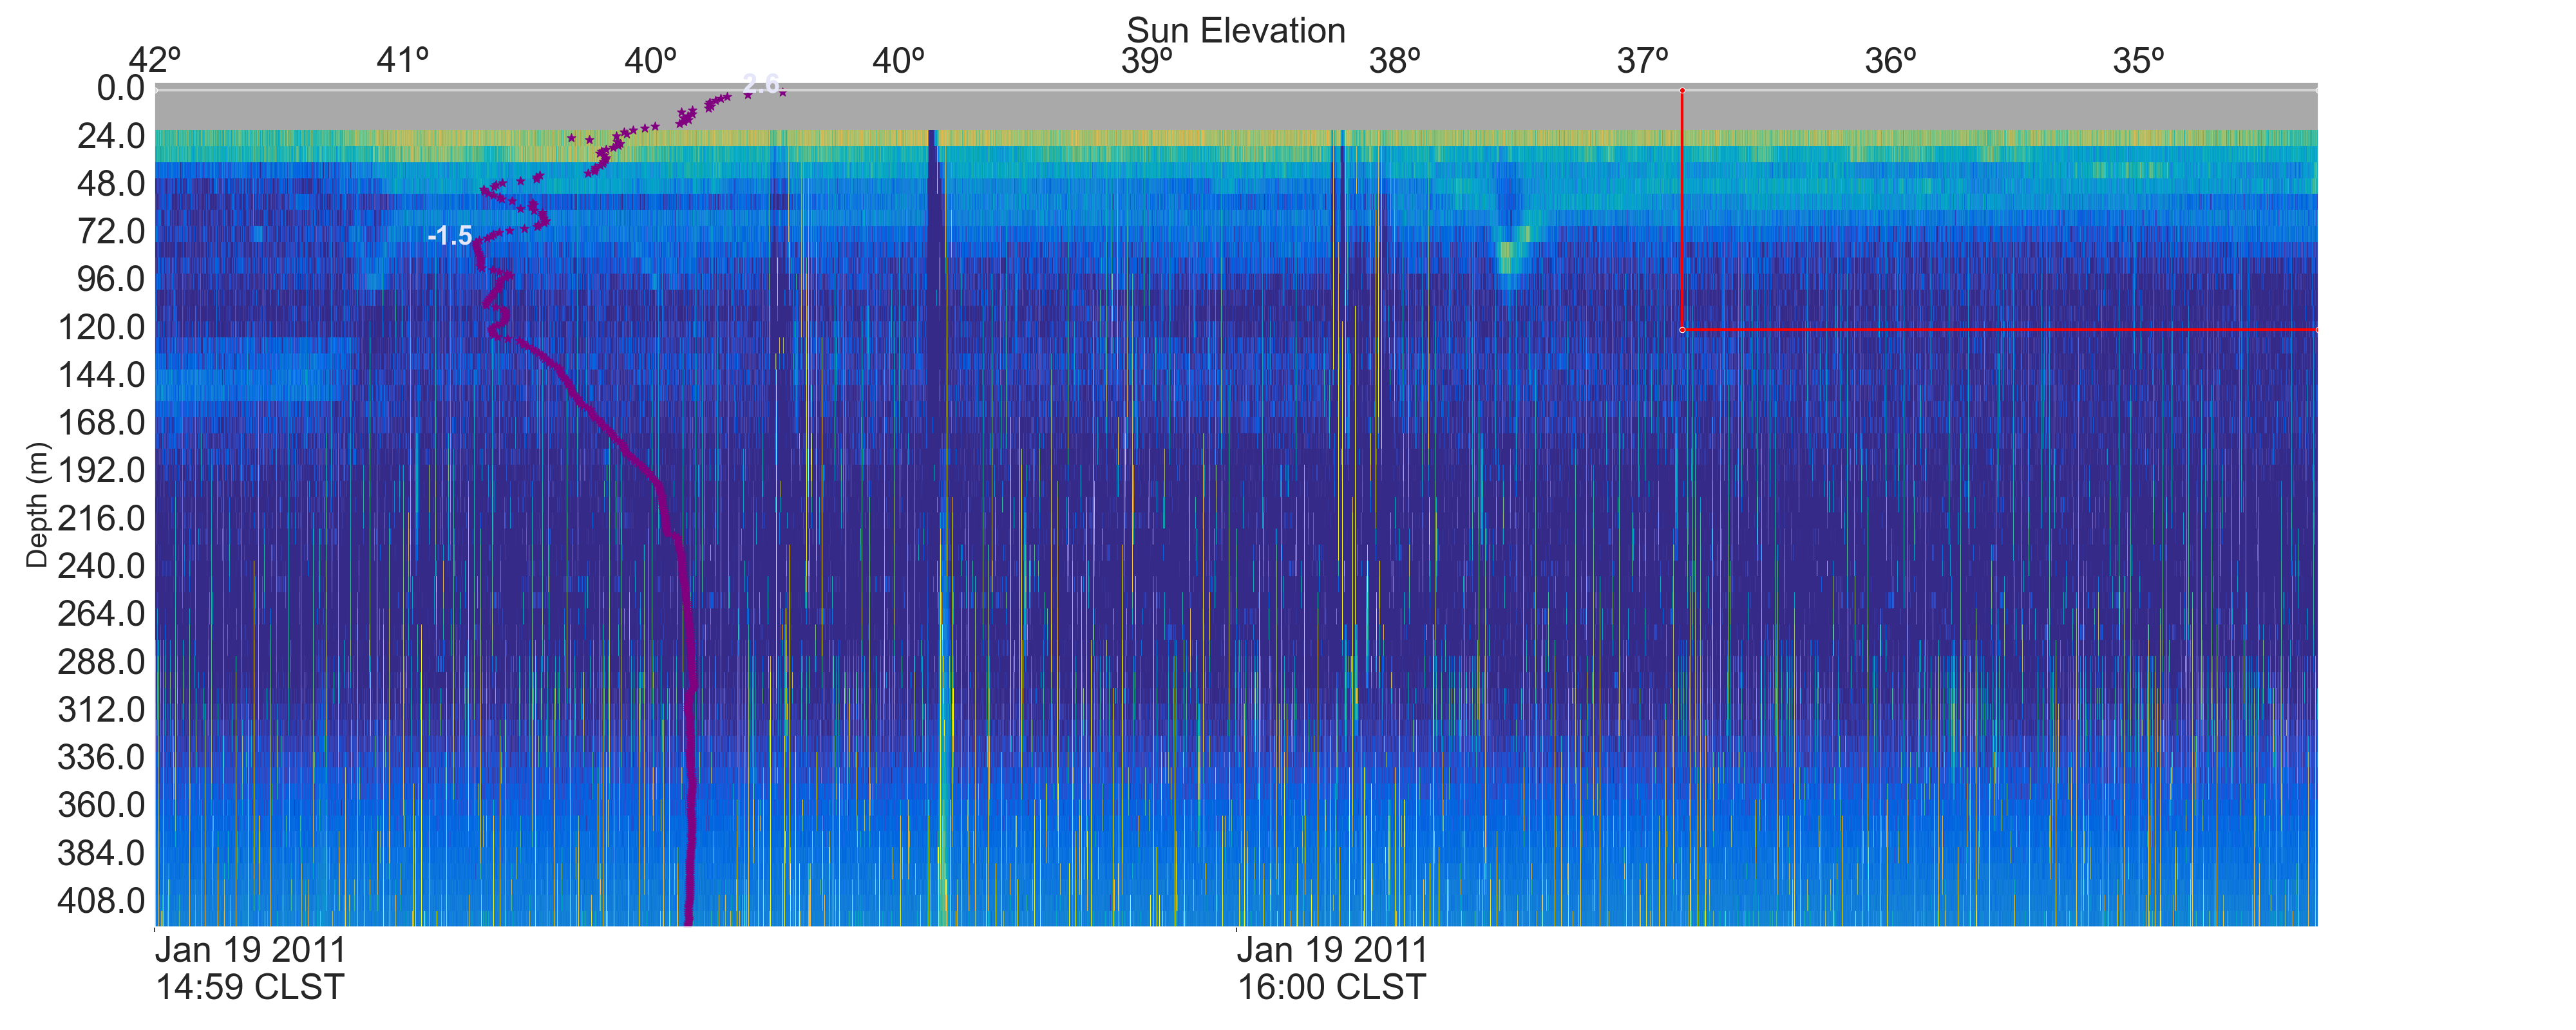 Sun Elevation
42º 41º 40º 40º 39º 38º 37º 36º 35º
0.0
24.0
48.0
72.0
96.0
120.0
144.0
168.0
192.0
216.0
240.0
264.0
288.0
312.0
336.0
360.0
384.0
408.0
Depth (m)
2.6
-1.5
Jan 19 2011
14:59 CLST
Jan 19 2011
16:00 CLST